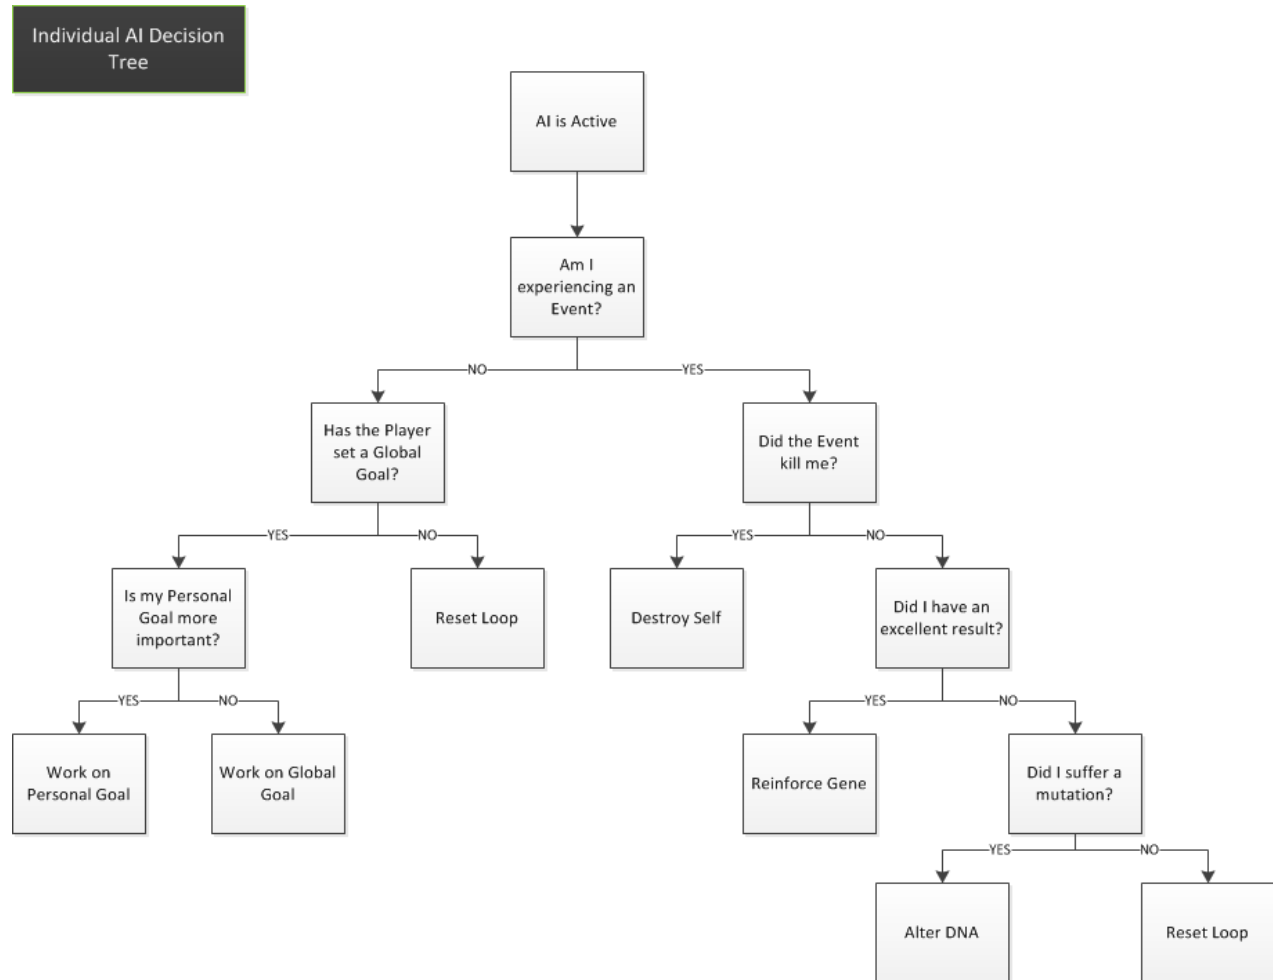 Individual AI Decision
Tree
AI is Active
Am I
experiencing an
Event?
NO
YES
Has the Player
set a Global
Goal?
Did the Event
kill me?
YES
NO
YES
NO
Is my Personal
Goal more
important?
Reset Loop
Destroy Self
Did I have an
excellent result?
YES
NO
YES
NO
Work on
Personal Goal
Work on Global
Goal
Reinforce Gene
Did I suffer a
mutation?
YES
NO
Alter DNA
Reset Loop